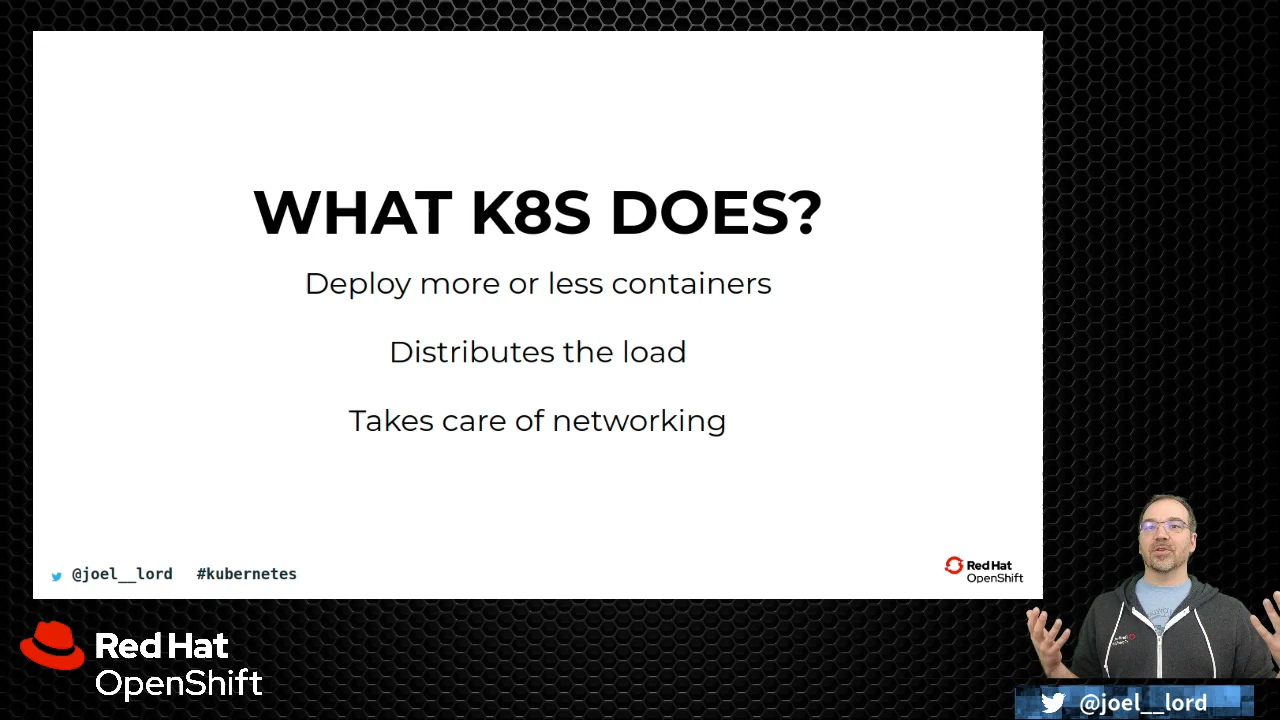 WHAT K8S DOES?
Deploy more or less containers
Distributes the load
Takes care of networking
@joel__lord #kubernetes
Red Hat
OpenShift
Red Hat
OpenShift
@joel__lord